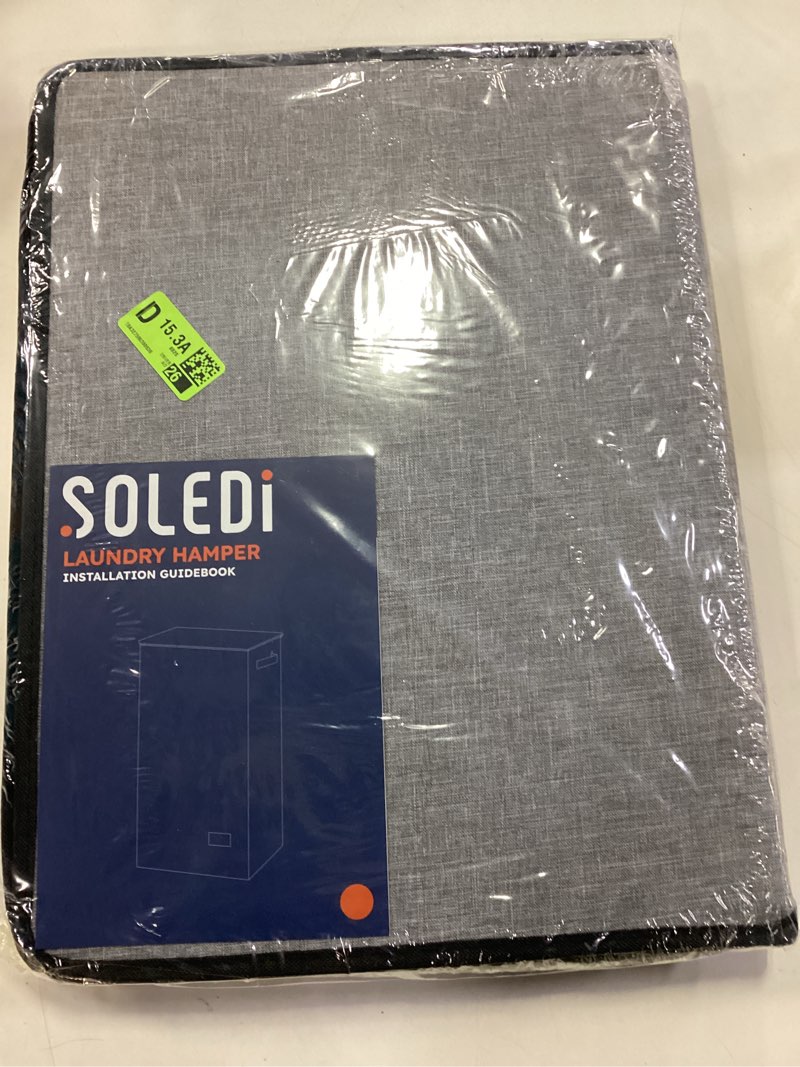 D 15.3A
26
SOLEDi
LAUNDRY HAMPER
INSTALLATION GUIDEBOOK